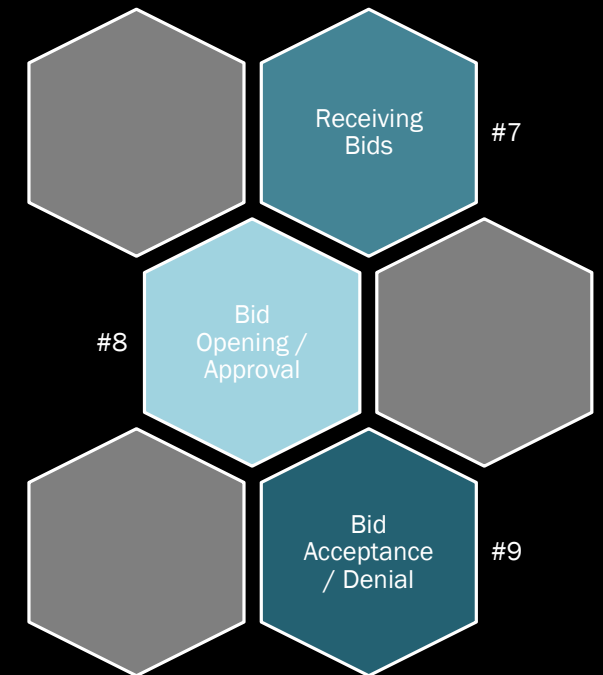 Receiving
Bids
#7
#8
Bid
Opening /
Approval
Bid
Acceptance
/ Denial
#9